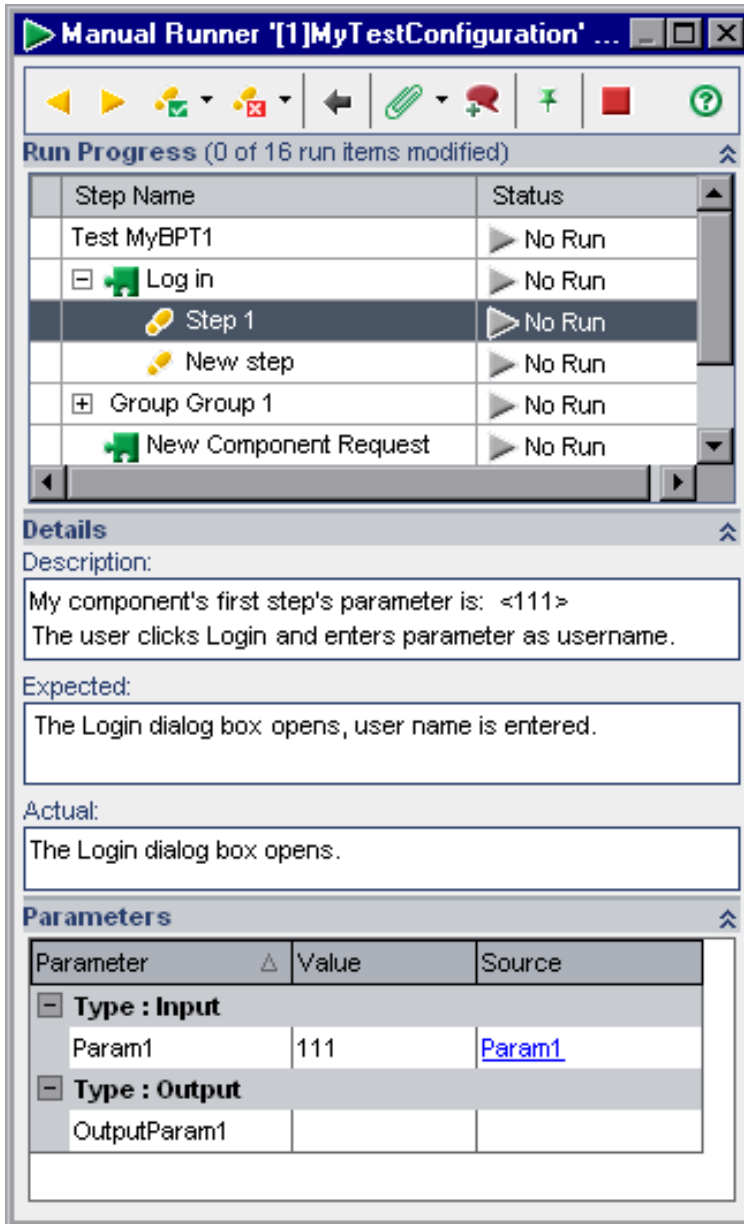 Manual Runner '[1]MyTestConfiguration' ...
Run Progress (0 of 16 run items modified)
Step Name Status
Test MyBPT1 No Run
Log in No Run
Step 1 No Run
New step No Run
Group Group 1 No Run
New Component Request No Run
Details
Description:
My component's first step's parameter is: <111>
The user clicks Login and enters parameter as username.
Expected:
The Login dialog box opens, user name is entered.
Actual:
The Login dialog box opens.
Parameters
Parameter Value Source
Type : Input
Param1 111 Param1
Type : Output
OutputParam1